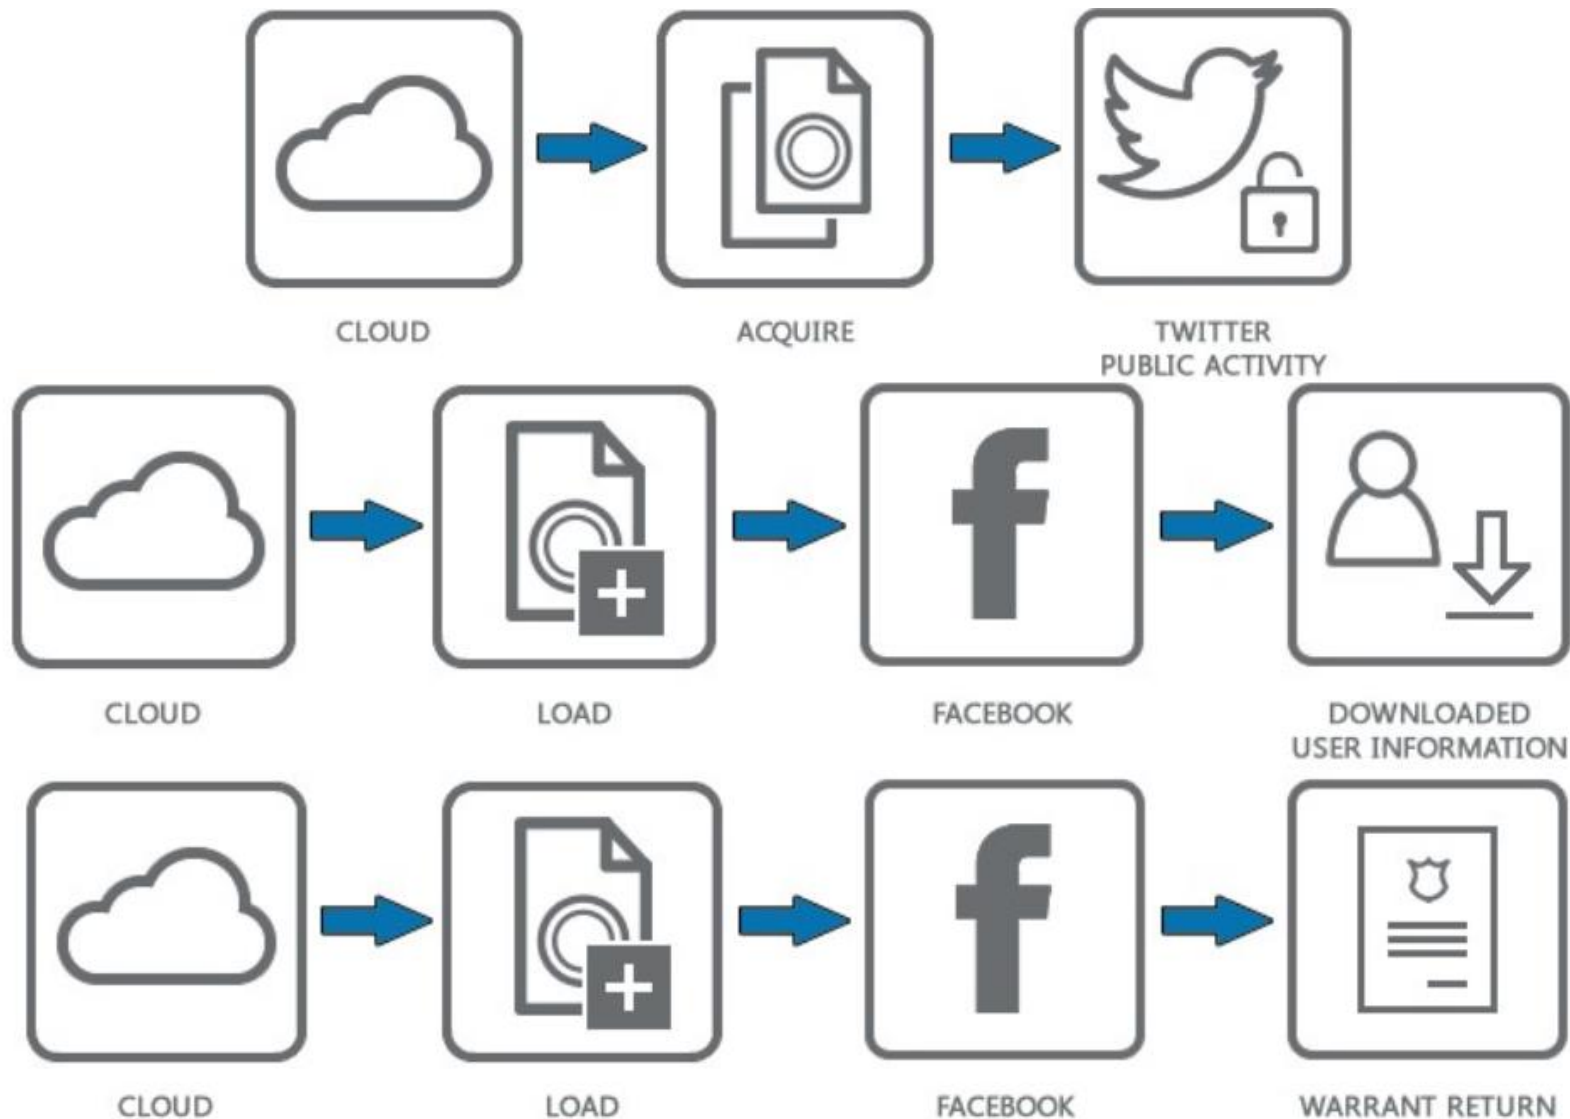 CLOUD
ACQUIRE
TWITTER
PUBLIC ACTIVITY
CLOUD
LOAD
FACEBOOK
DOWNLOADED
USER INFORMATION
CLOUD
LOAD
FACEBOOK
WARRANT RETURN